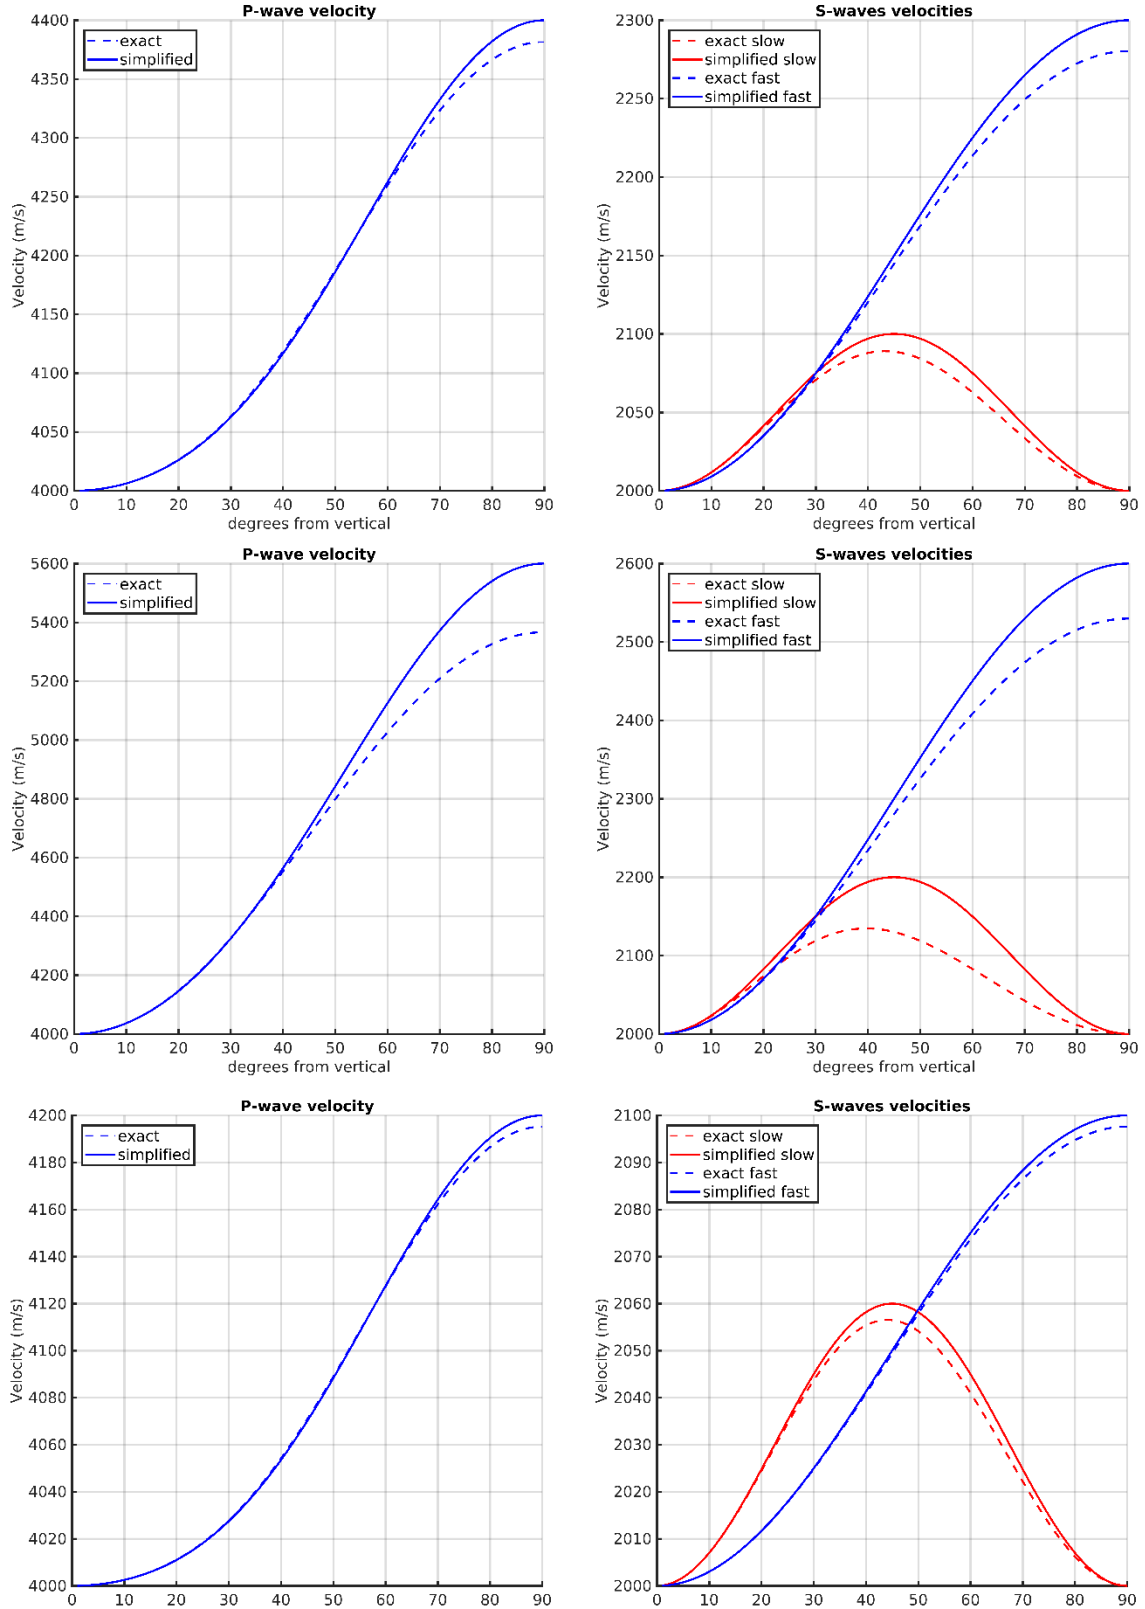 P-wave velocity
Velocity (m/s)
4400
4350
4300
4250
4200
4150
4100
4050
4000
exact
simplified
0 10 20 30 40 50 60 70 80 90
degrees from vertical
S-waves velocities
Velocity (m/s)
2300
2250
2200
2150
2100
2050
2000
exact slow
simplified slow
exact fast
simplified fast
0 10 20 30 40 50 60 70 80 90
degrees from vertical
P-wave velocity
Velocity (m/s)
5600
5400
5200
5000
4800
4600
4400
4200
4000
exact
simplified
0 10 20 30 40 50 60 70 80 90
degrees from vertical
S-waves velocities
Velocity (m/s)
2600
2500
2400
2300
2200
2100
2000
exact slow
simplified slow
exact fast
simplified fast
0 10 20 30 40 50 60 70 80 90
degrees from vertical
P-wave velocity
Velocity (m/s)
4200
4180
4160
4140
4120
4100
4080
4060
4040
4020
4000
exact
simplified
0 10 20 30 40 50 60 70 80 90
S-waves velocities
Velocity (m/s)
2100
2090
2080
2070
2060
2050
2040
2030
2020
2010
2000
exact slow
simplified slow
exact fast
simplified fast
0 10 20 30 40 50 60 70 80 90